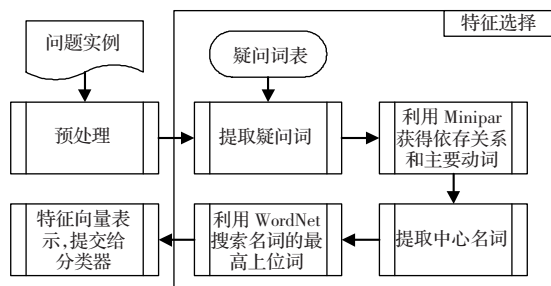 问题实例
特征选择
疑问词表
预处理
提取疑问词
利用 Minipar
获得依存关系
和主要动词
特征向量表
示,提交给
分类器
利用 WordNet
搜索名词的最
高上位词
提取中心名词